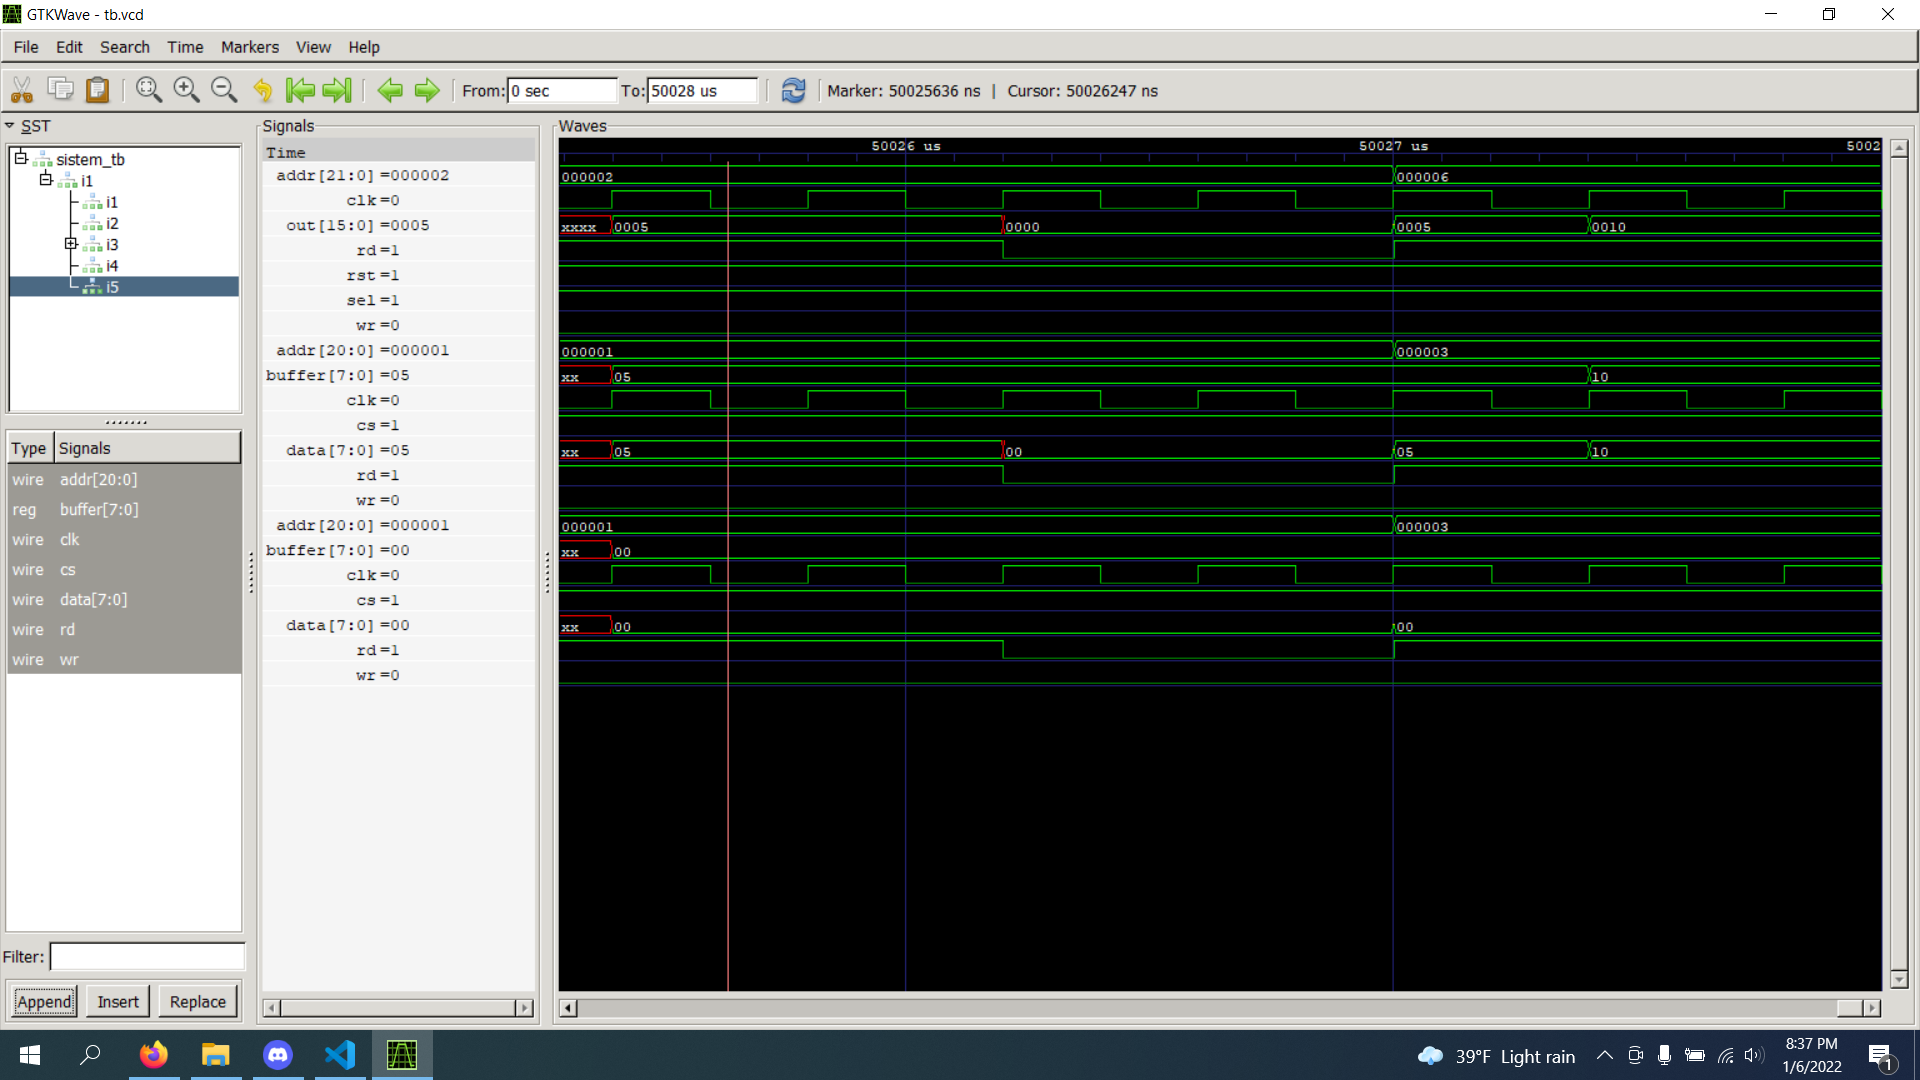 GTKWave - tb.vcd
File Edit Search Time Markers View Help
From: 0 sec To: 50028 us Marker: 50025636 ns | Cursor: 50026247 ns
SST
sistem_tb
i1
i1
i2
i3
i4
i5
Type Signals
wire addr[20:0]
reg buffer[7:0]
wire clk
wire cs
wire data[7:0]
wire rd
wire wr
Filter:
Append Insert Replace
Signals
Time
addr[21:0] =000002
clk=0
out[15:0] =0005
rd=1
rst=1
sel=1
wr=0
addr[20:0] =000001
buffer[7:0] =05
clk=0
cs=1
data[7:0] =05
rd=1
wr=0
addr[20:0] =000001
buffer[7:0] =00
clk=0
cs=1
data[7:0] =00
rd=1
wr=0
Waves
50026 us 50027 us 5002
000002 000006
xxxx 0005 0000 0005 0010
000001 000003
xx 05 10
xx 05 00 05 10
000001 000003
xx 00
xx 00 00
39°F Light rain
8:37 PM
1/6/2022
1